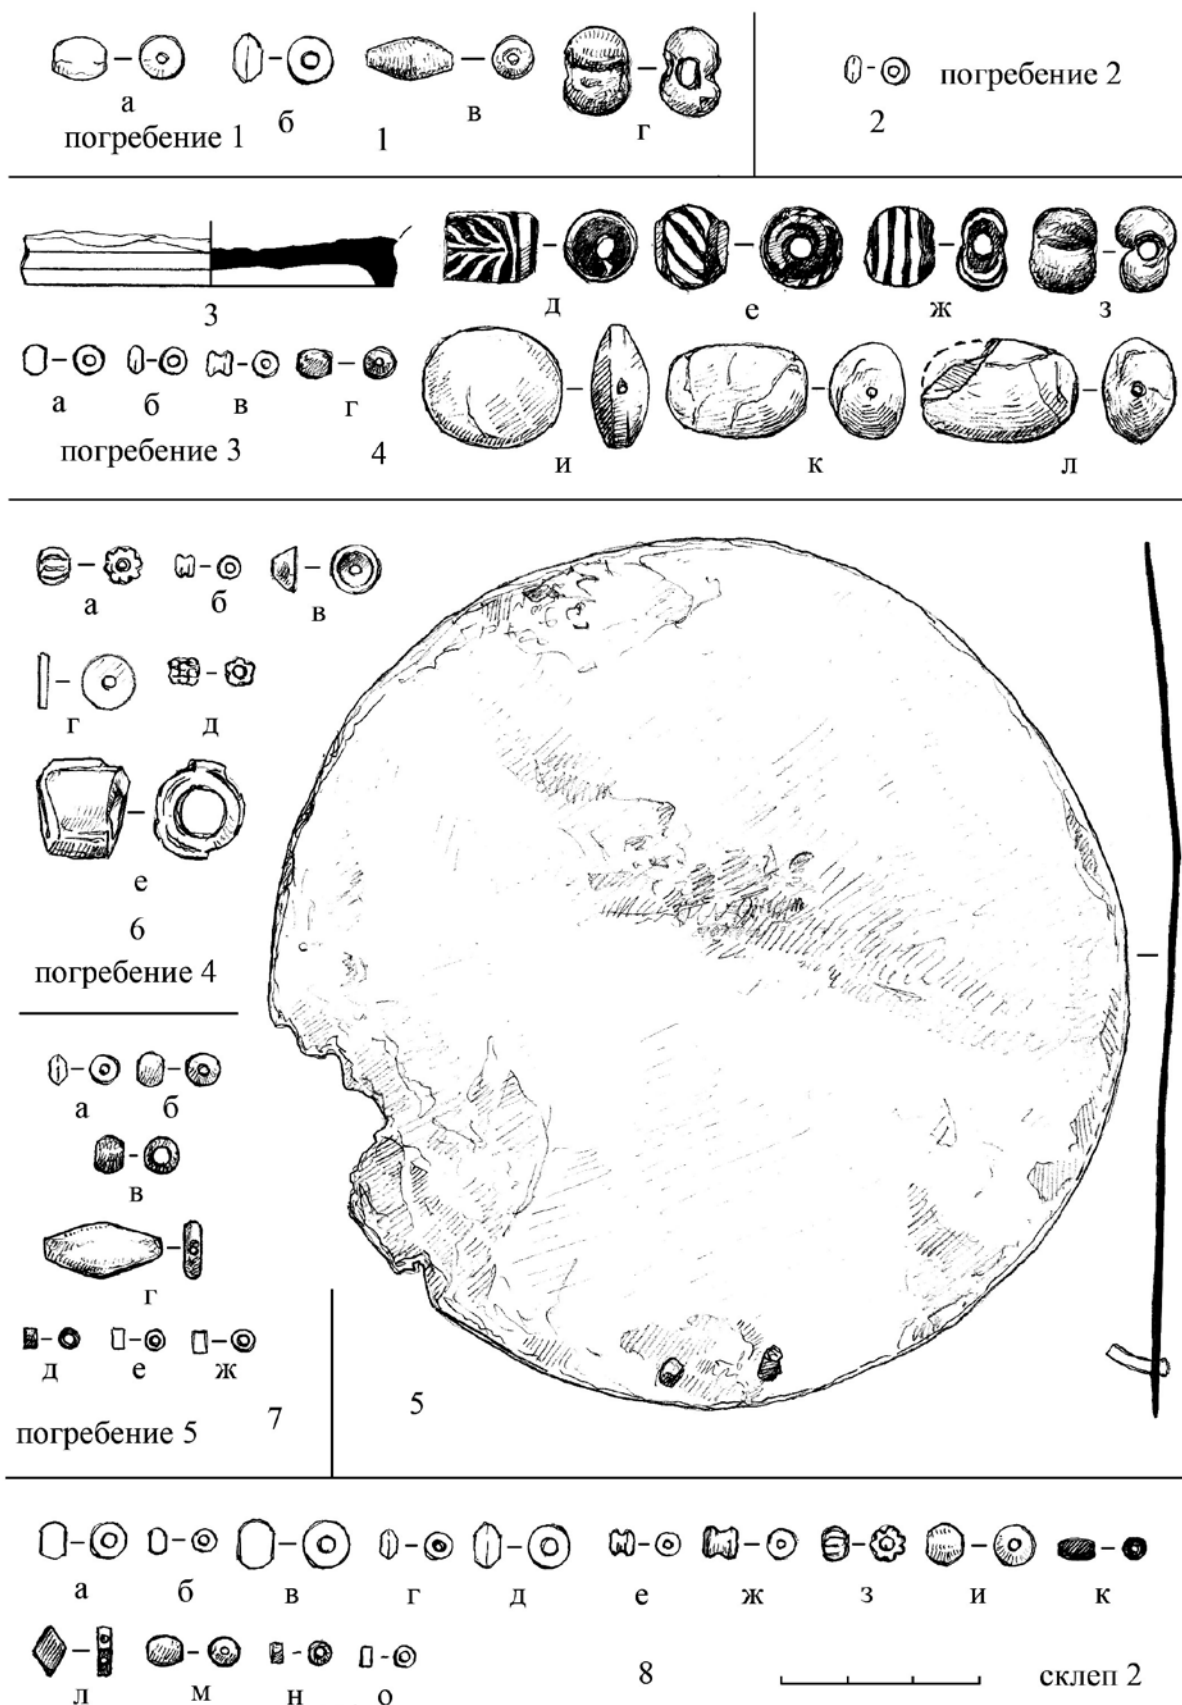 а б в г
погребение 1 1
погребение 2
2
3
д е ж з
а б в г
погребение 3 4
и к л
а б в
г д
е
6
погребение 4
а б
в
г
д е ж
погребение 5 7
5
а б в г д е ж з и к
л м н о
8 склеп 2